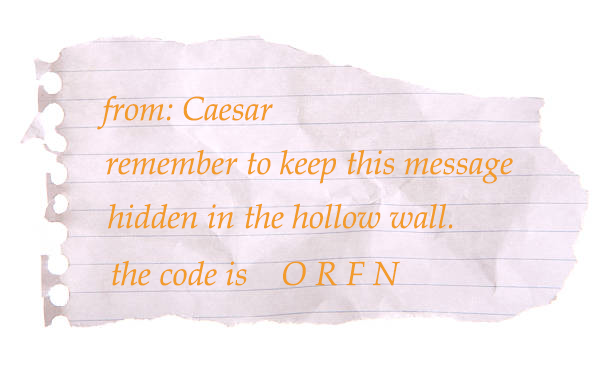 from: Caesar
remember to keep this message
hidden in the hollow wall.
the code is O R F N